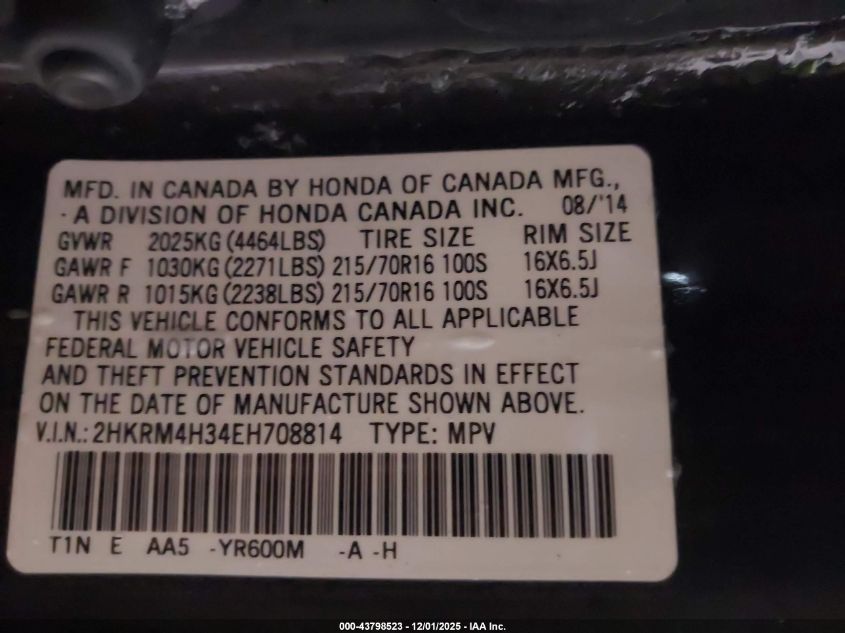 MFD. IN CANADA BY HONDA OF CANADA MFG.,
A DIVISION OF HONDA CANADA INC. 08/'14
GVWR 2025KG (4464LBS) TIRE SIZE RIM SIZE
GAWR F 1030KG (2271LBS) 215/70R16 100S 16X6.5J
GAWR R 1015KG (2238LBS) 215/70R16 100S 16X6.5J
THIS VEHICLE CONFORMS TO ALL APPLICABLE
FEDERAL MOTOR VEHICLE SAFETY
AND THEFT PREVENTION STANDARDS IN EFFECT
ON THE DATE OF MANUFACTURE SHOWN ABOVE.
V.I.N.: 2HKRM4H34EH708814 TYPE: MPV
T1N E AA5 -YR600M -A -H
000-43798523 - 12/01/2025 - IAA Inc.